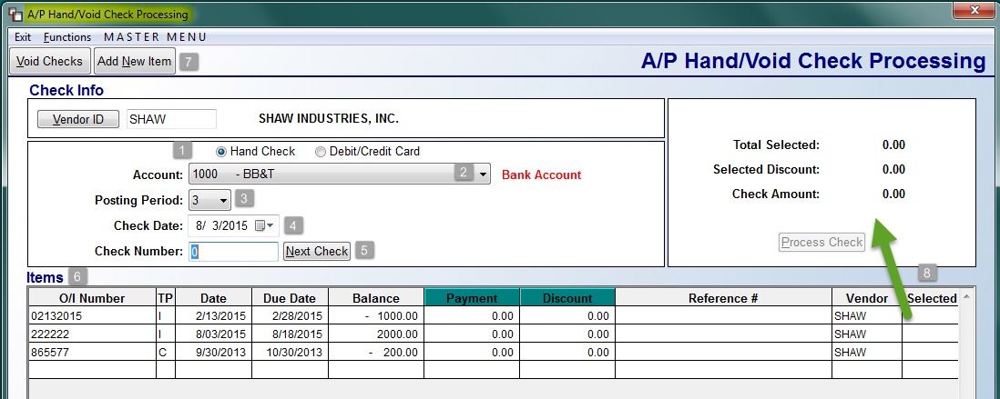 A/P Hand/Void Check Processing
Exit Functions MASTER MENU
Void Checks Add New Item 7 A/P Hand/Void Check Processing
Check Info
Vendor ID SHAW SHAW INDUSTRIES, INC.
1 Hand Check Debit/Credit Card
Account: 1000 - BB&T 2 Bank Account
Posting Period: 3 3
Check Date: 8/ 3/2015 4
Check Number: 0 Next Check 5
Total Selected: 0.00
Selected Discount: 0.00
Check Amount: 0.00
Process Check
Items 6 8
O/I Number TP Date Due Date Balance Payment Discount Reference # Vendor Selected
02132015 I 2/13/2015 2/28/2015 - 1000.00 0.00 0.00 SHAW
222222 I 8/03/2015 8/18/2015 2000.00 0.00 0.00 SHAW
865577 C 9/30/2013 10/30/2013 - 200.00 0.00 0.00 SHAW